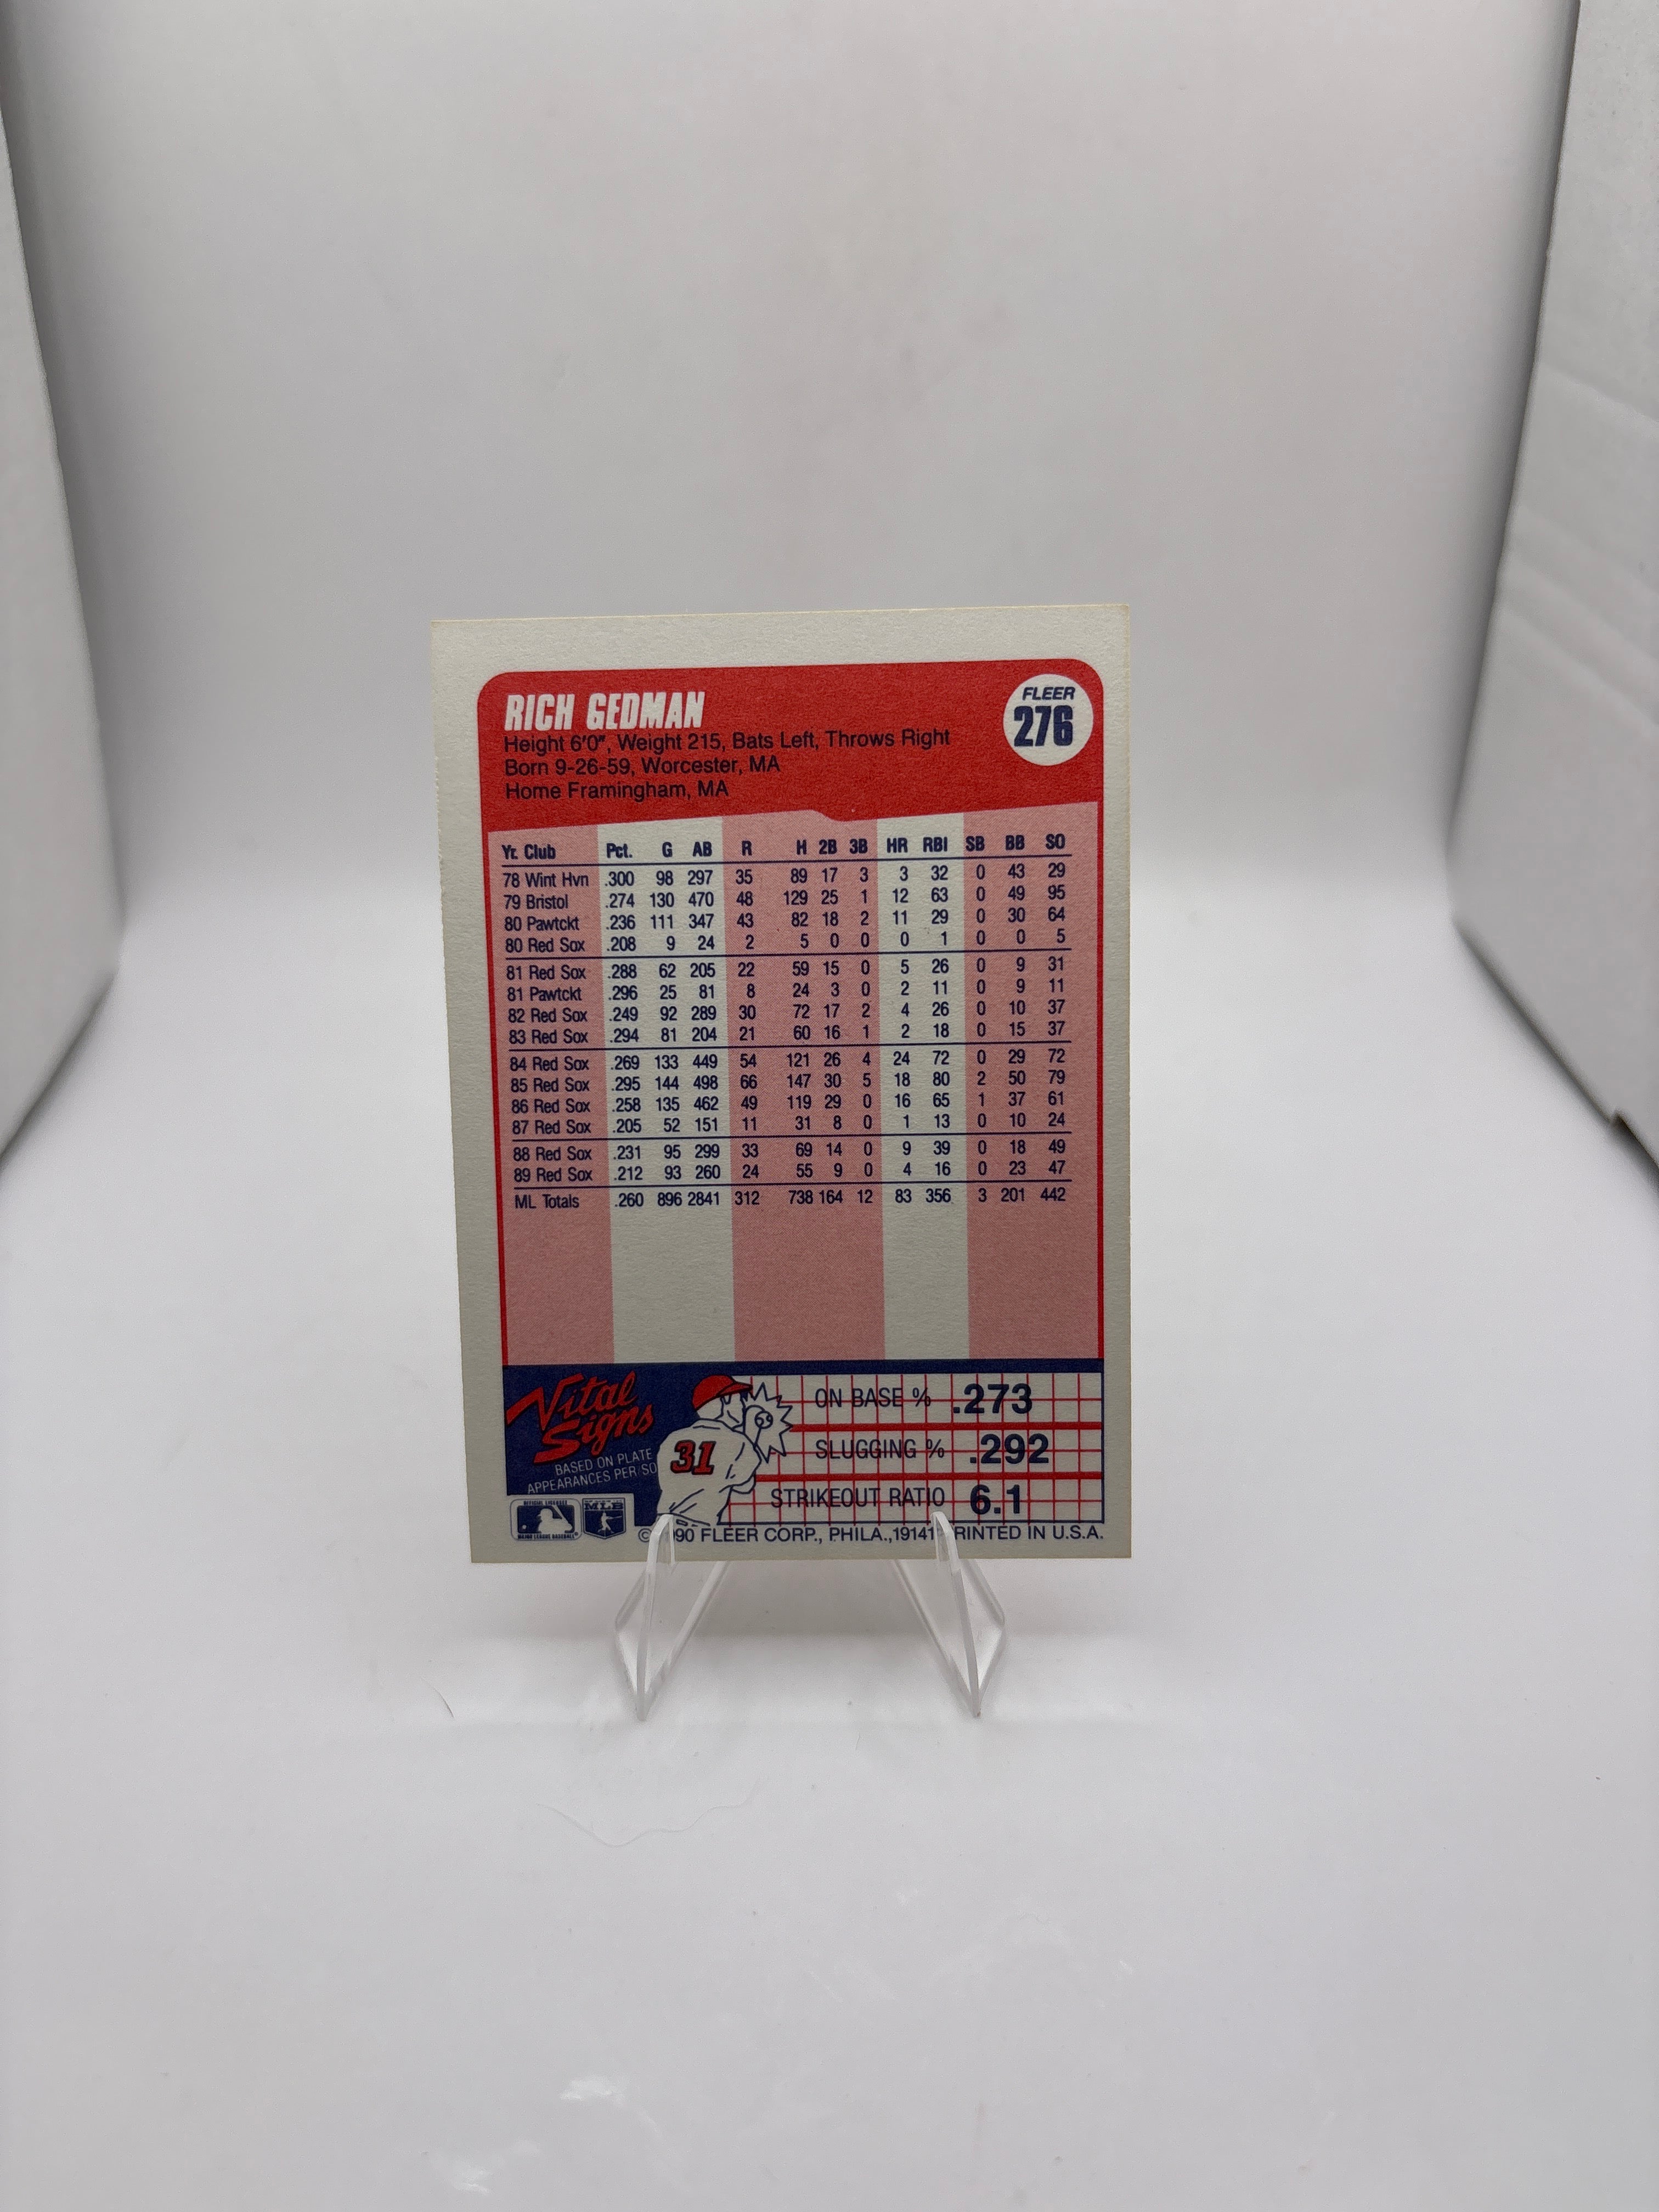 RICH GEDMAN
FLEER
276
Height 6'0", Weight 215, Bats Left, Throws Right
Born 9-26-59, Worcester, MA
Home Framingham, MA
Yr. Club Pct. G AB R H 2B 3B HR RBI SB BB SO
78 Wint Hvn .300 98 297 35 89 17 3 3 32 0 43 29
79 Bristol .274 130 470 48 129 25 1 12 63 0 49 95
80 Pawtckt .236 111 347 43 82 18 2 11 29 0 30 64
80 Red Sox .208 9 24 2 5 0 0 0 1 0 0 5
81 Red Sox .288 62 205 22 59 15 0 5 26 0 9 31
81 Pawtckt .296 25 81 8 24 3 0 2 11 0 9 11
82 Red Sox .249 92 289 30 72 17 2 4 26 0 10 37
83 Red Sox .294 81 204 21 60 16 1 2 18 0 15 37
84 Red Sox .269 133 449 54 121 26 4 24 72 0 29 72
85 Red Sox .295 144 498 66 147 30 5 18 80 2 50 79
86 Red Sox .258 135 462 49 119 29 0 16 65 1 37 61
87 Red Sox .205 52 151 11 31 8 0 1 13 0 10 24
88 Red Sox .231 95 299 33 69 14 0 9 39 0 18 49
89 Red Sox .212 93 260 24 55 9 0 4 16 0 23 47
ML Totals .260 896 2841 312 738 164 12 83 356 3 201 442
Vital
Signs
BASED ON PLATE
APPEARANCES PER SO
31
ON BASE % .273
SLUGGING % .292
STRIKEOUT RATIO 6.1
MLB
© 90 FLEER CORP., PHILA.,19141 RINTED IN U.S.A.